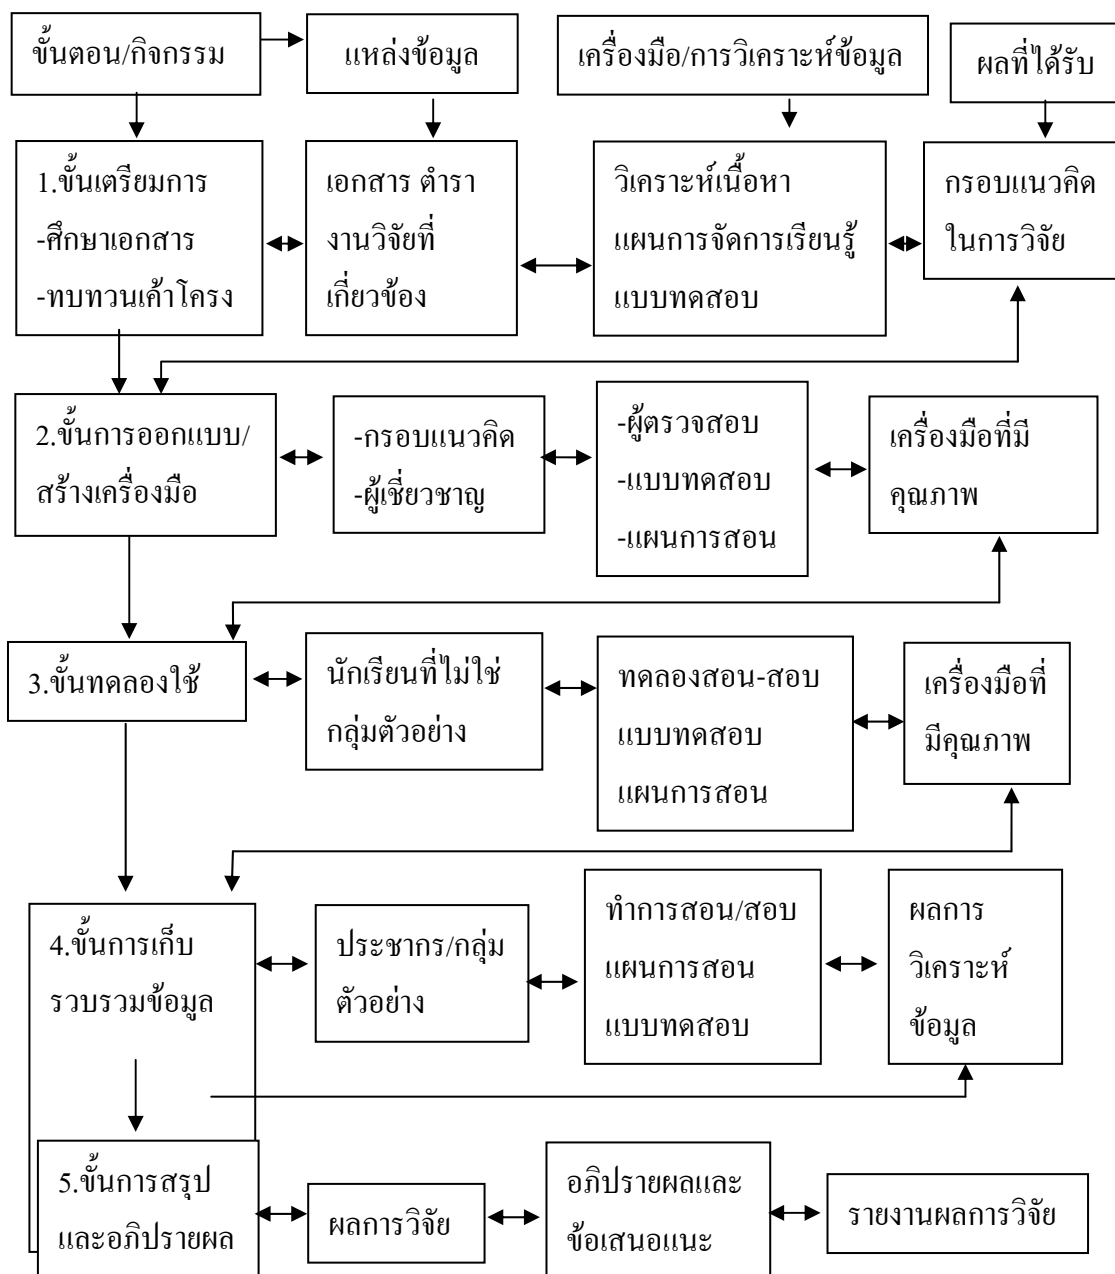 ขั้นตอน/กิจกรรม
แหล่งข้อมูล
เครื่องมือ/การวิเคราะห์ข้อมูล
ผลที่ได้รับ
1.ขั้นเตรียมการ
-ศึกษาเอกสาร
-ทบทวนเค้าโครง
เอกสาร ตำรา
งานวิจัยที่
เกี่ยวข้อง
วิเคราะห์เนื้อหา
แผนการจัดการเรียนรู้
แบบทดสอบ
กรอบแนวคิด
ในการวิจัย
2.ขั้นการออกแบบ/
สร้างเครื่องมือ
-กรอบแนวคิด
-ผู้เชี่ยวชาญ
-ผู้ตรวจสอบ
-แบบทดสอบ
-แผนการสอน
เครื่องมือที่มี
คุณภาพ
3.ขั้นทดลองใช้
นักเรียนที่ไม่ใช่
กลุ่มตัวอย่าง
ทดลองสอน-สอบ
แบบทดสอบ
แผนการสอน
เครื่องมือที่
มีคุณภาพ
4.ขั้นการเก็บ
รวบรวมข้อมูล
ประชากร/กลุ่ม
ตัวอย่าง
ทำการสอน/สอบ
แผนการสอน
แบบทดสอบ
ผลการ
วิเคราะห์
ข้อมูล
5.ขั้นการสรุป
และอภิปรายผล
ผลการวิจัย
อภิปรายผลและ
ข้อเสนอแนะ
รายงานผลการวิจัย